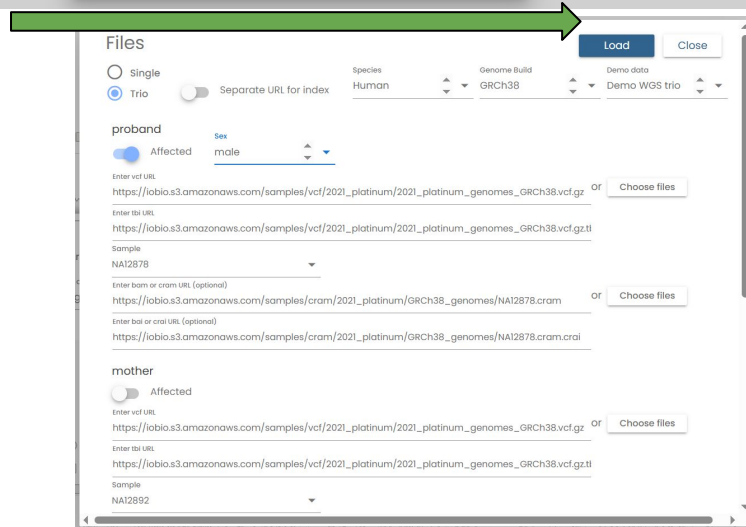 Files
Load
Close
Single
Trio
Separate URL for index
Species
Human
Genome Build
GRCh38
Demo data
Demo WGS trio
proband
Affected
Sex
male
Enter vcf URL
https://iobio.s3.amazonaws.com/samples/vcf/2021_platinum/2021_platinum_genomes_GRCh38.vcf.gz
or
Choose files
Enter tbi URL
https://iobio.s3.amazonaws.com/samples/vcf/2021_platinum/2021_platinum_genomes_GRCh38.vcf.gz.t
Sample
NA12878
Enter bam or cram URL (optional)
https://iobio.s3.amazonaws.com/samples/cram/2021_platinum/GRCh38_genomes/NA12878.cram
or
Choose files
Enter bai or crai URL (optional)
https://iobio.s3.amazonaws.com/samples/cram/2021_platinum/GRCh38_genomes/NA12878.cram.crai
mother
Affected
Enter vcf URL
https://iobio.s3.amazonaws.com/samples/vcf/2021_platinum/2021_platinum_genomes_GRCh38.vcf.gz
or
Choose files
Enter tbi URL
https://iobio.s3.amazonaws.com/samples/vcf/2021_platinum/2021_platinum_genomes_GRCh38.vcf.gz.t
Sample
NA12892